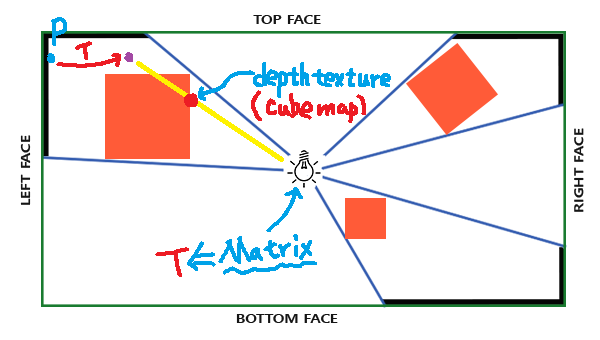 TOP FACE
P
T
depth texture
(Cube map)
LEFT FACE
RIGHT FACE
T ⇐ Matrix
BOTTOM FACE